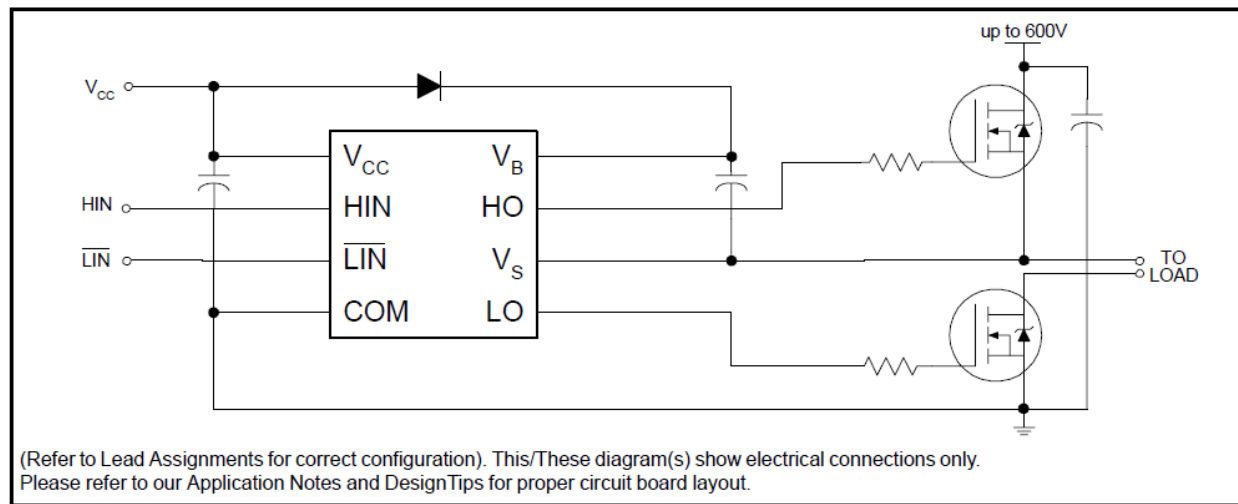 up to 600V
VCC
VCC
VB
HIN
HIN
HO
LIN
LIN
VS
TO
LOAD
COM
LO
(Refer to Lead Assignments for correct configuration). This/These diagram(s) show electrical connections only.
Please refer to our Application Notes and DesignTips for proper circuit board layout.